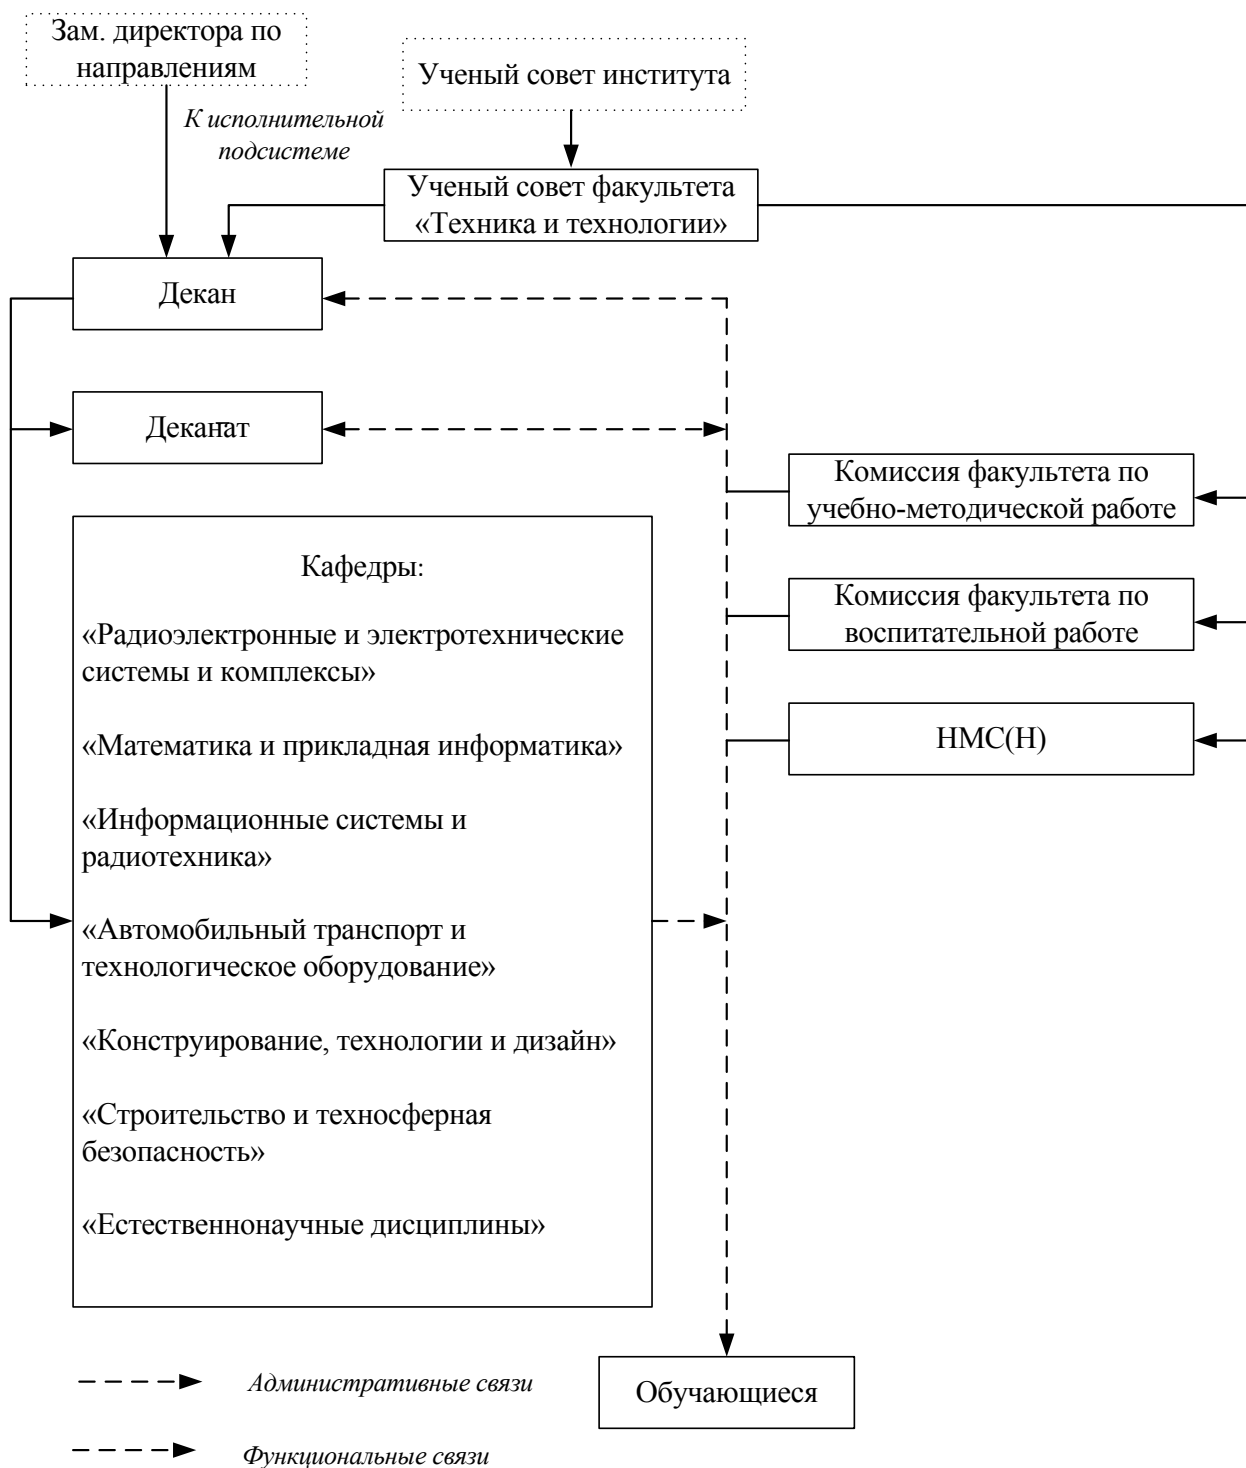 Зам. директора по
направлениям
Ученый совет института
К исполнительной
подсистеме
Ученый совет факультета
«Техника и технологии»
Декан
Деканат
Комиссия факультета по
учебно-методической работе
Комиссия факультета по
воспитательной работе
НМС(Н)
Кафедры:
«Радиоэлектронные и электротехнические
системы и комплексы»
«Математика и прикладная информатика»
«Информационные системы и
радиотехника»
«Автомобильный транспорт и
технологическое оборудование»
«Конструирование, технологии и дизайн»
«Строительство и техносферная
безопасность»
«Естественнонаучные дисциплины»
Обучающиеся
Административные связи
Функциональные связи